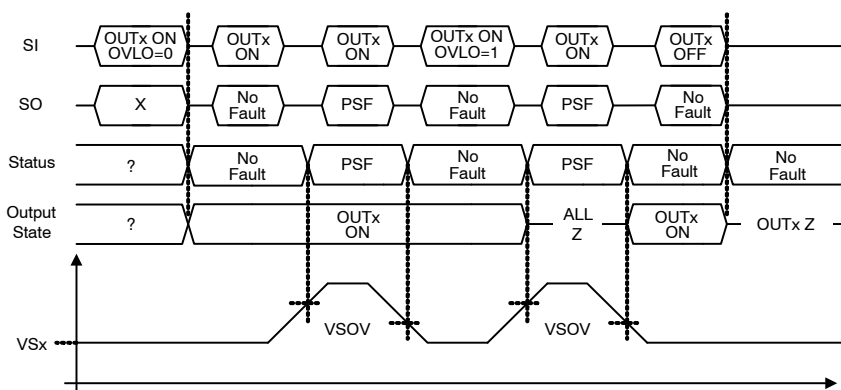 SI
OUTx ON
OVLO=0
OUTx
ON
OUTx
ON
OUTx ON
OVLO=1
OUTx
ON
OUTx
OFF
SO
X
No
Fault
PSF
No
Fault
PSF
No
Fault
Status
?
No
Fault
PSF
No
Fault
PSF
No
Fault
No
Fault
Output
State
?
OUTx
ON
ALL
Z
OUTx
ON
OUTx Z
VSx
VSOV
VSOV